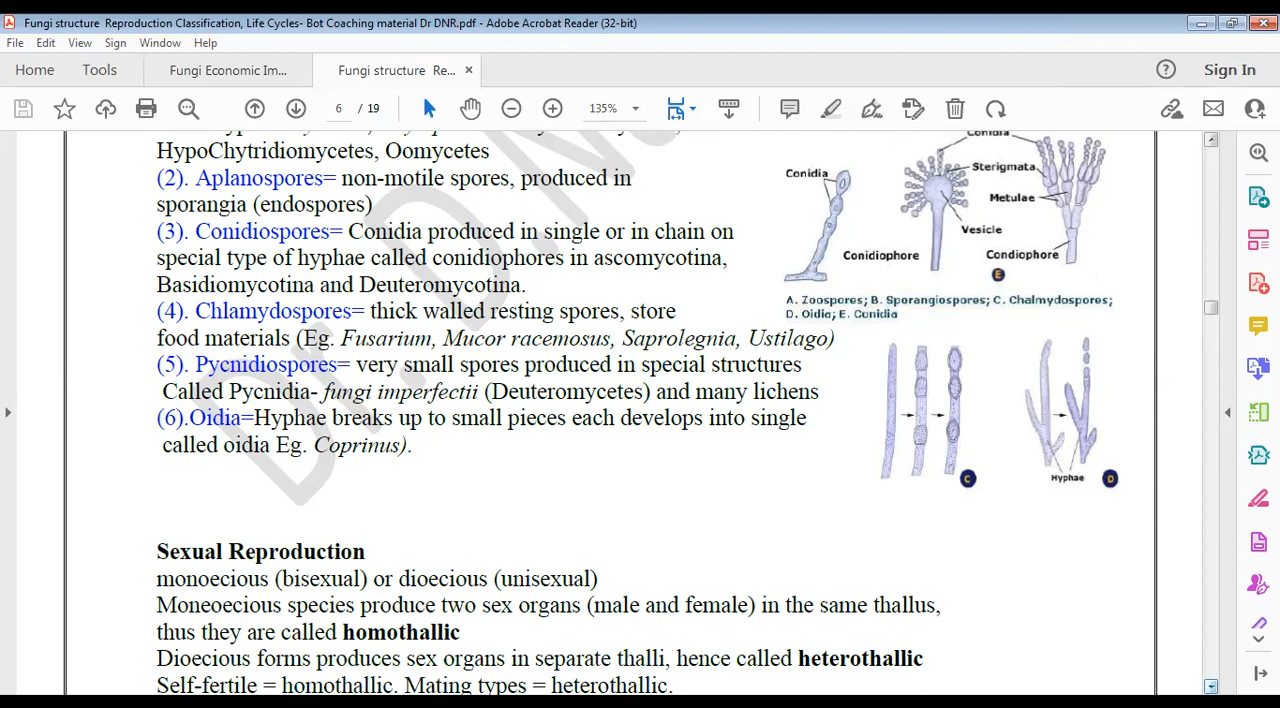 Fungi structure Reproduction Classification, Life Cycles- Bot Coaching material Dr DNR.pdf - Adobe Acrobat Reader (32-bit)
File Edit View Sign Window Help
Home Tools Fungi Economic Im... Fungi structure Re... × Sign In
6 / 19 135%
HypoChytridiomycetes, Oomycetes
(2). Aplanospores= non-motile spores, produced in
sporangia (endospores)
(3). Conidiospores= Conidia produced in single or in chain on
special type of hyphae called conidiophores in ascomycotina,
Basidiomycotina and Deuteromycotina.
(4). Chlamydospores= thick walled resting spores, store
food materials (Eg. Fusarium, Mucor racemosus, Saprolegnia, Ustilago)
(5). Pycnidiospores= very small spores produced in special structures
Called Pycnidia- fungi imperfectii (Deuteromycetes) and many lichens
(6).Oidia=Hyphae breaks up to small pieces each develops into single
called oidia Eg. Coprinus).
Conidia
Conidia
Sterigmata
Metulae
Vesicle
Conidiophore
Condiophore
E
A. Zoospores; B. Sporangiospores; C. Chalmydospores;
D. Oidia; E. Conidia
Hyphae
C
D
Sexual Reproduction
monoecious (bisexual) or dioecious (unisexual)
Moneoecious species produce two sex organs (male and female) in the same thallus,
thus they are called homothallic
Dioecious forms produces sex organs in separate thalli, hence called heterothallic
Self-fertile = homothallic. Mating types = heterothallic.